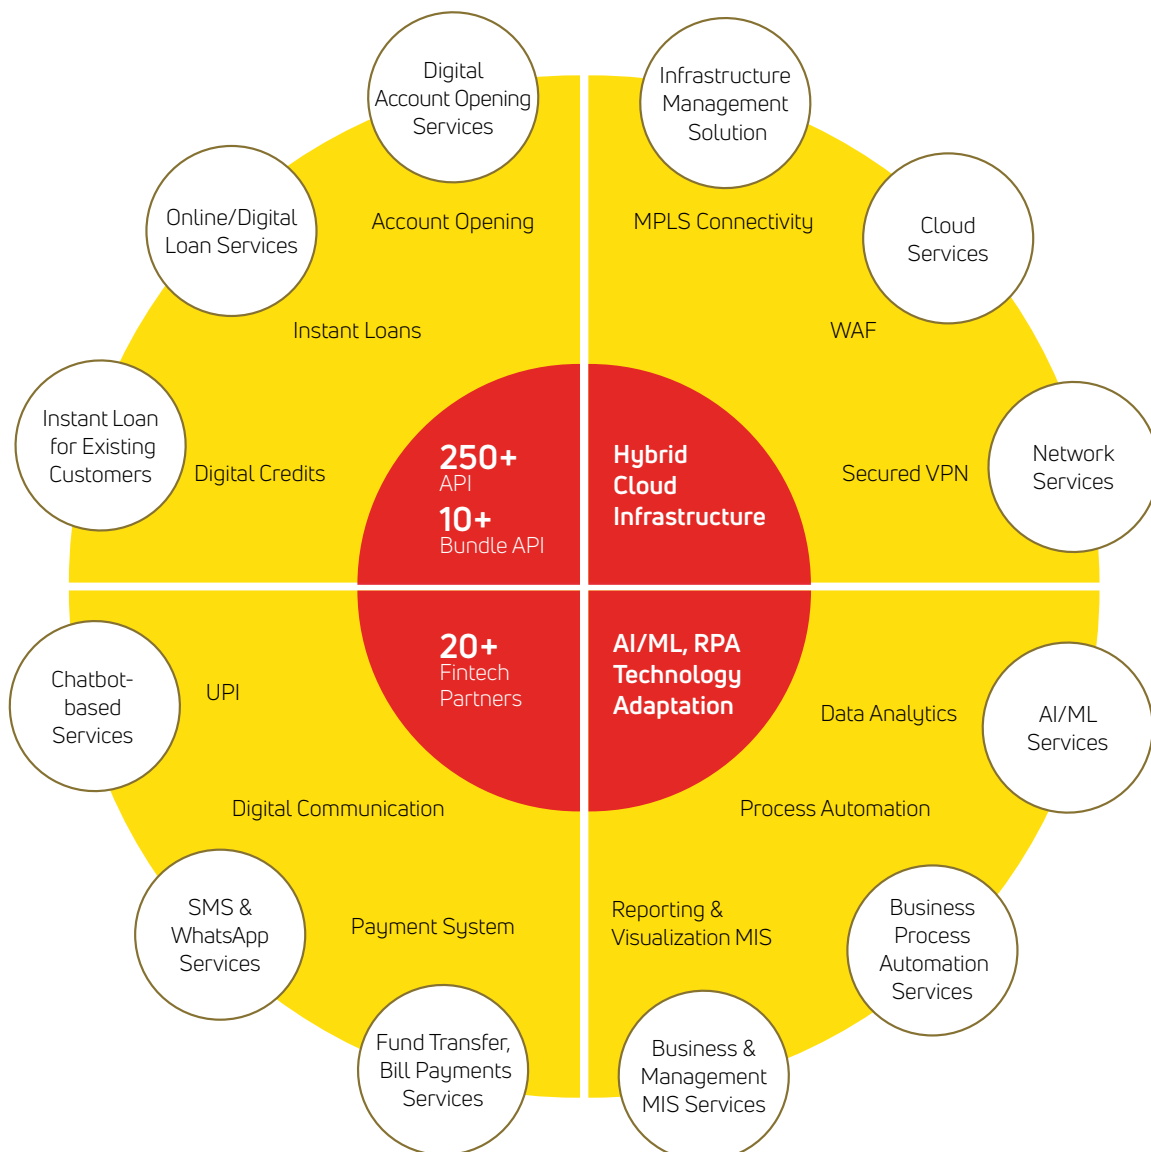 Digital
Account Opening
Services
Online/Digital
Loan Services
Instant Loan
for Existing
Customers
Account Opening
Instant Loans
Digital Credits
250+
API
10+
Bundle API
Infrastructure
Management
Solution
Cloud
Services
Network
Services
MPLS Connectivity
WAF
Secured VPN
Hybrid
Cloud
Infrastructure
Chatbot-
based
Services
SMS &
WhatsApp
Services
Fund Transfer,
Bill Payments
Services
UPI
Digital Communication
Payment System
20+
Fintech
Partners
AI/ML, RPA
Technology
Adaptation
Data Analytics
Process Automation
Reporting &
Visualization MIS
AI/ML
Services
Business
Process
Automation
Services
Business &
Management
MIS Services